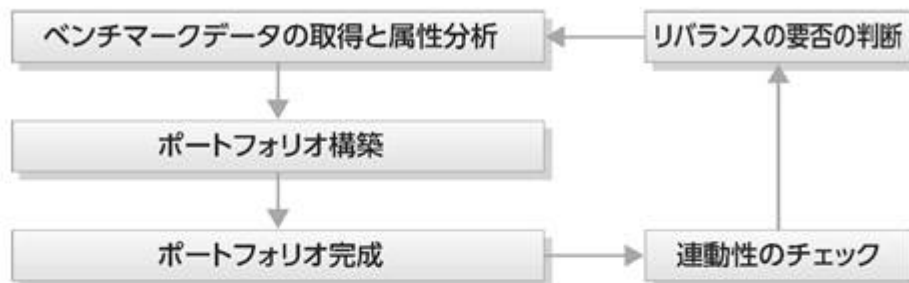 ベンチマークデータの取得と属性分析
リバランスの要否の判断
ポートフォリオ構築
ポートフォリオ完成
連動性のチェック